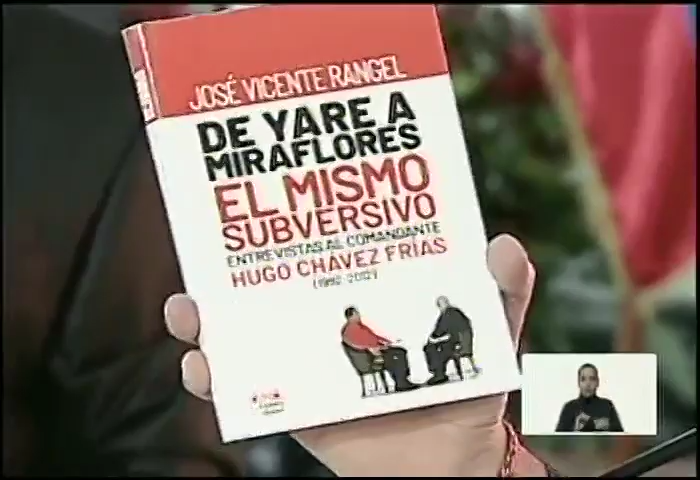 JOSÉ VICENTE RANGEL
DE YARE A
MIRAFLORES
EL MISMO
SUBVERSIVO
ENTREVISTAS AL COMANDANTE
HUGO CHÁVEZ FRÍAS